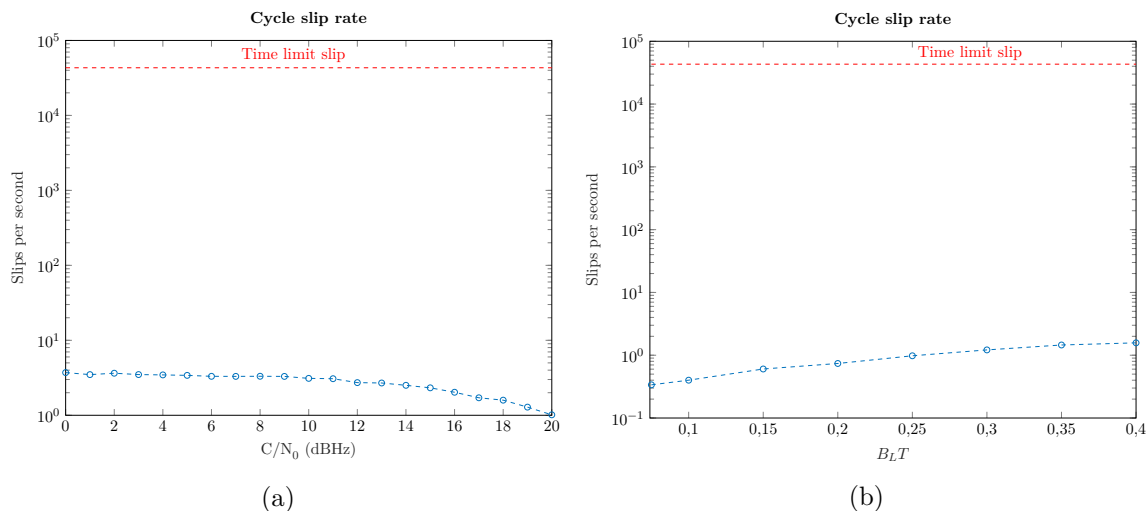 Cycle slip rate
10^5
Time limit slip
10^4
10^3
10^2
10^1
10^0
Slips per second
0 2 4 6 8 10 12 14 16 18 20
C/N_0 (dBHz)
(a)
Cycle slip rate
10^5
Time limit slip
10^4
10^3
10^2
10^1
10^0
10^−1
Slips per second
0,1 0,15 0,2 0,25 0,3 0,35 0,4
B_LT
(b)